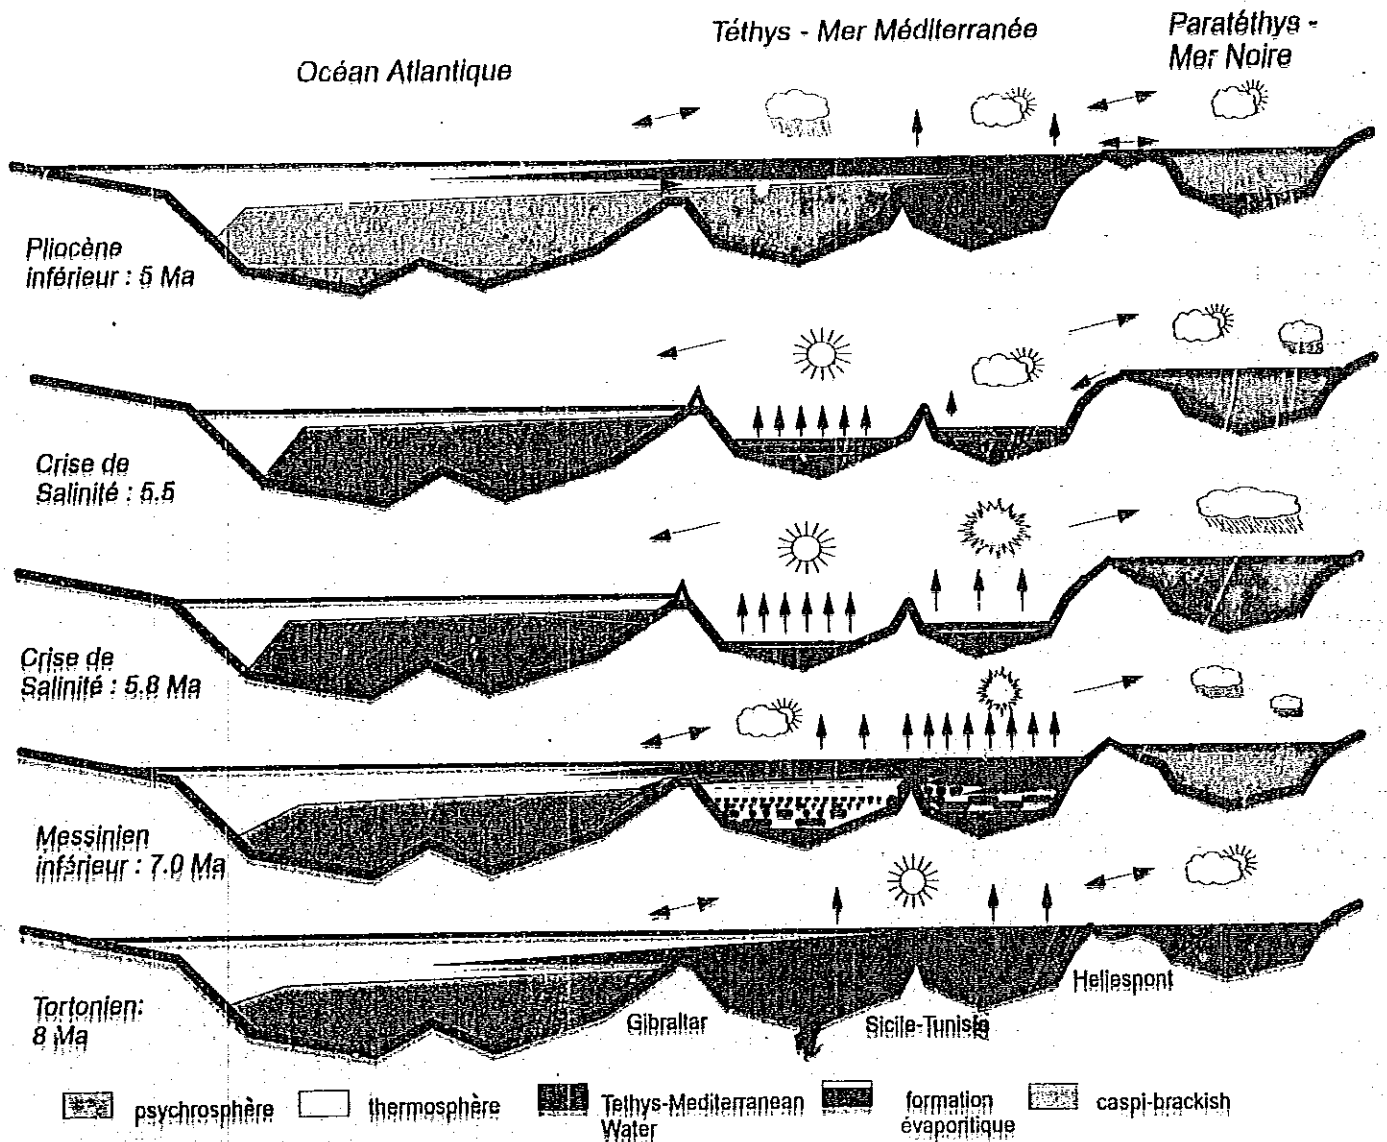 Océan Atlantique
Téthys - Mer Méditerranée
Paratéthys -
Mer Noire
Pliocène
inférieur : 5 Ma
Crise de
Salinité : 5.5
Crise de
Salinité : 5.8 Ma
Messinien
inférieur : 7.0 Ma
Tortonien:
8 Ma
Gibraltar
Sicile-Tunisie
Hellespont
psychrosphère
thermosphère
Tethys-Mediterranean
Water
formation
évaporitique
caspi-brackish